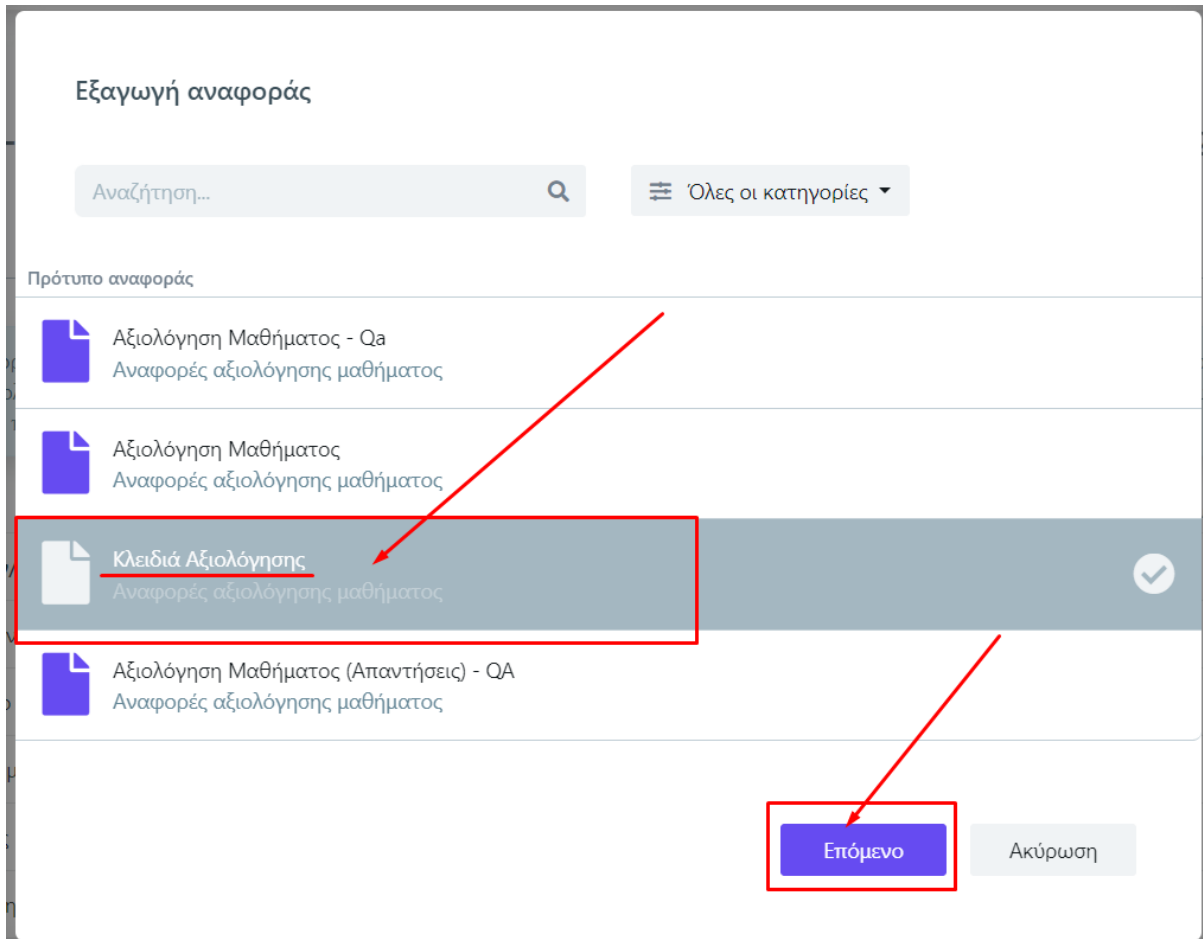 Εξαγωγή αναφοράς
Αναζήτηση...
Όλες οι κατηγορίες
Πρότυπο αναφοράς
Αξιολόγηση Μαθήματος - Qa
Αναφορές αξιολόγησης μαθήματος
Αξιολόγηση Μαθήματος
Αναφορές αξιολόγησης μαθήματος
Κλειδιά Αξιολόγησης
Αναφορές αξιολόγησης μαθήματος
Αξιολόγηση Μαθήματος (Απαντήσεις) - QA
Αναφορές αξιολόγησης μαθήματος
Επόμενο
Ακύρωση